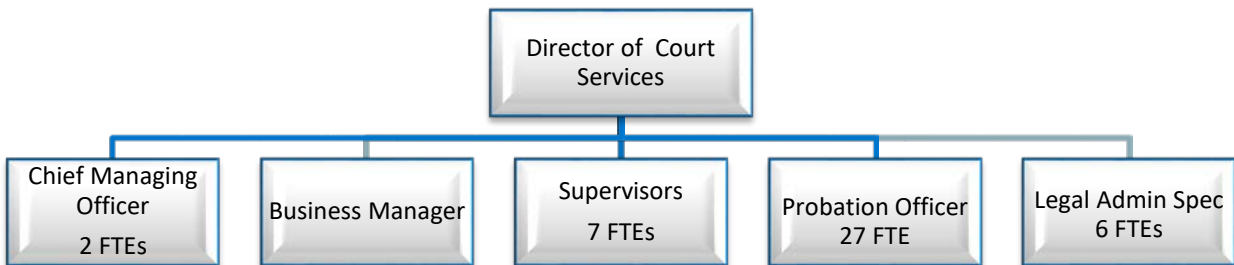 Director of Court
Services
Chief Managing
Officer
2 FTEs
Business Manager
Supervisors
7 FTEs
Probation Officer
27 FTE
Legal Admin Spec
6 FTEs